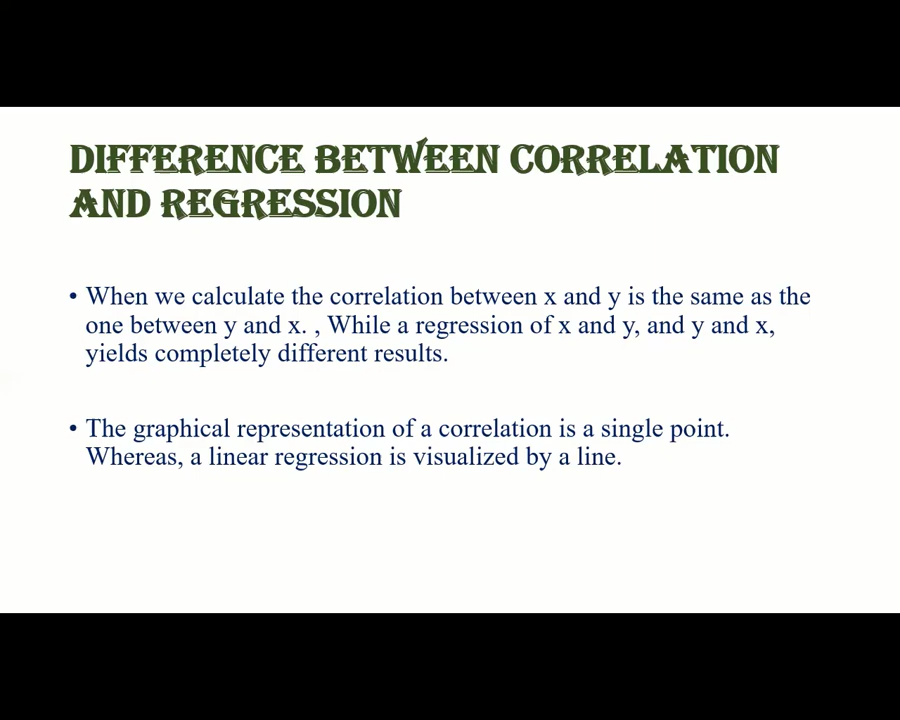 DIFFERENCE BETWEEN CORRELATION
AND REGRESSION
• When we calculate the correlation between x and y is the same as the
one between y and x. , While a regression of x and y, and y and x,
yields completely different results.
• The graphical representation of a correlation is a single point.
Whereas, a linear regression is visualized by a line.